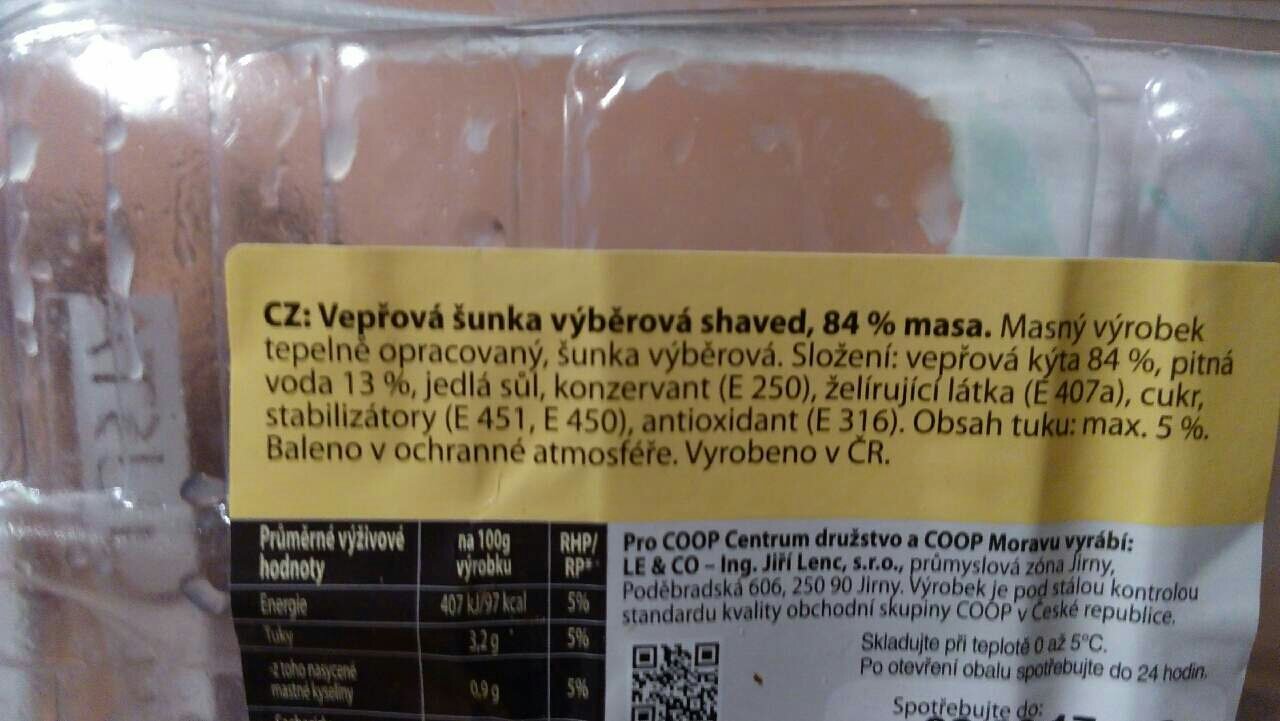 CZ: Vepřová šunka výběrová shaved, 84 % masa. Masný výrobek
tepelně opracovaný, šunka výběrová. Složení: vepřová kýta 84 %, pitná
voda 13 %, jedlá sůl, konzervant (E 250), želírující látka (E 407a), cukr,
stabilizátory (E 451, E 450), antioxidant (E 316). Obsah tuku: max. 5 %.
Baleno v ochranné atmosféře. Vyrobeno v ČR.
Průměrné výživové hodnoty
na 100g výrobku
RHP/ RP*
Energie 407 kJ/97 kcal 5%
Tuky 3,2 g 5%
-z toho nasycené
mastné kyseliny 0,9 g 5%
Pro COOP Centrum družstvo a COOP Moravu vyrábí:
LE & CO – Ing. Jiří Lenc, s.r.o., průmyslová zóna Jirny,
Poděbradská 606, 250 90 Jirny. Výrobek je pod stálou kontrolou
standardu kvality obchodní skupiny COOP v České republice.
Skladujte při teplotě 0 až 5°C.
Po otevření obalu spotřebujte do 24 hodin.
Spotřebujte do: